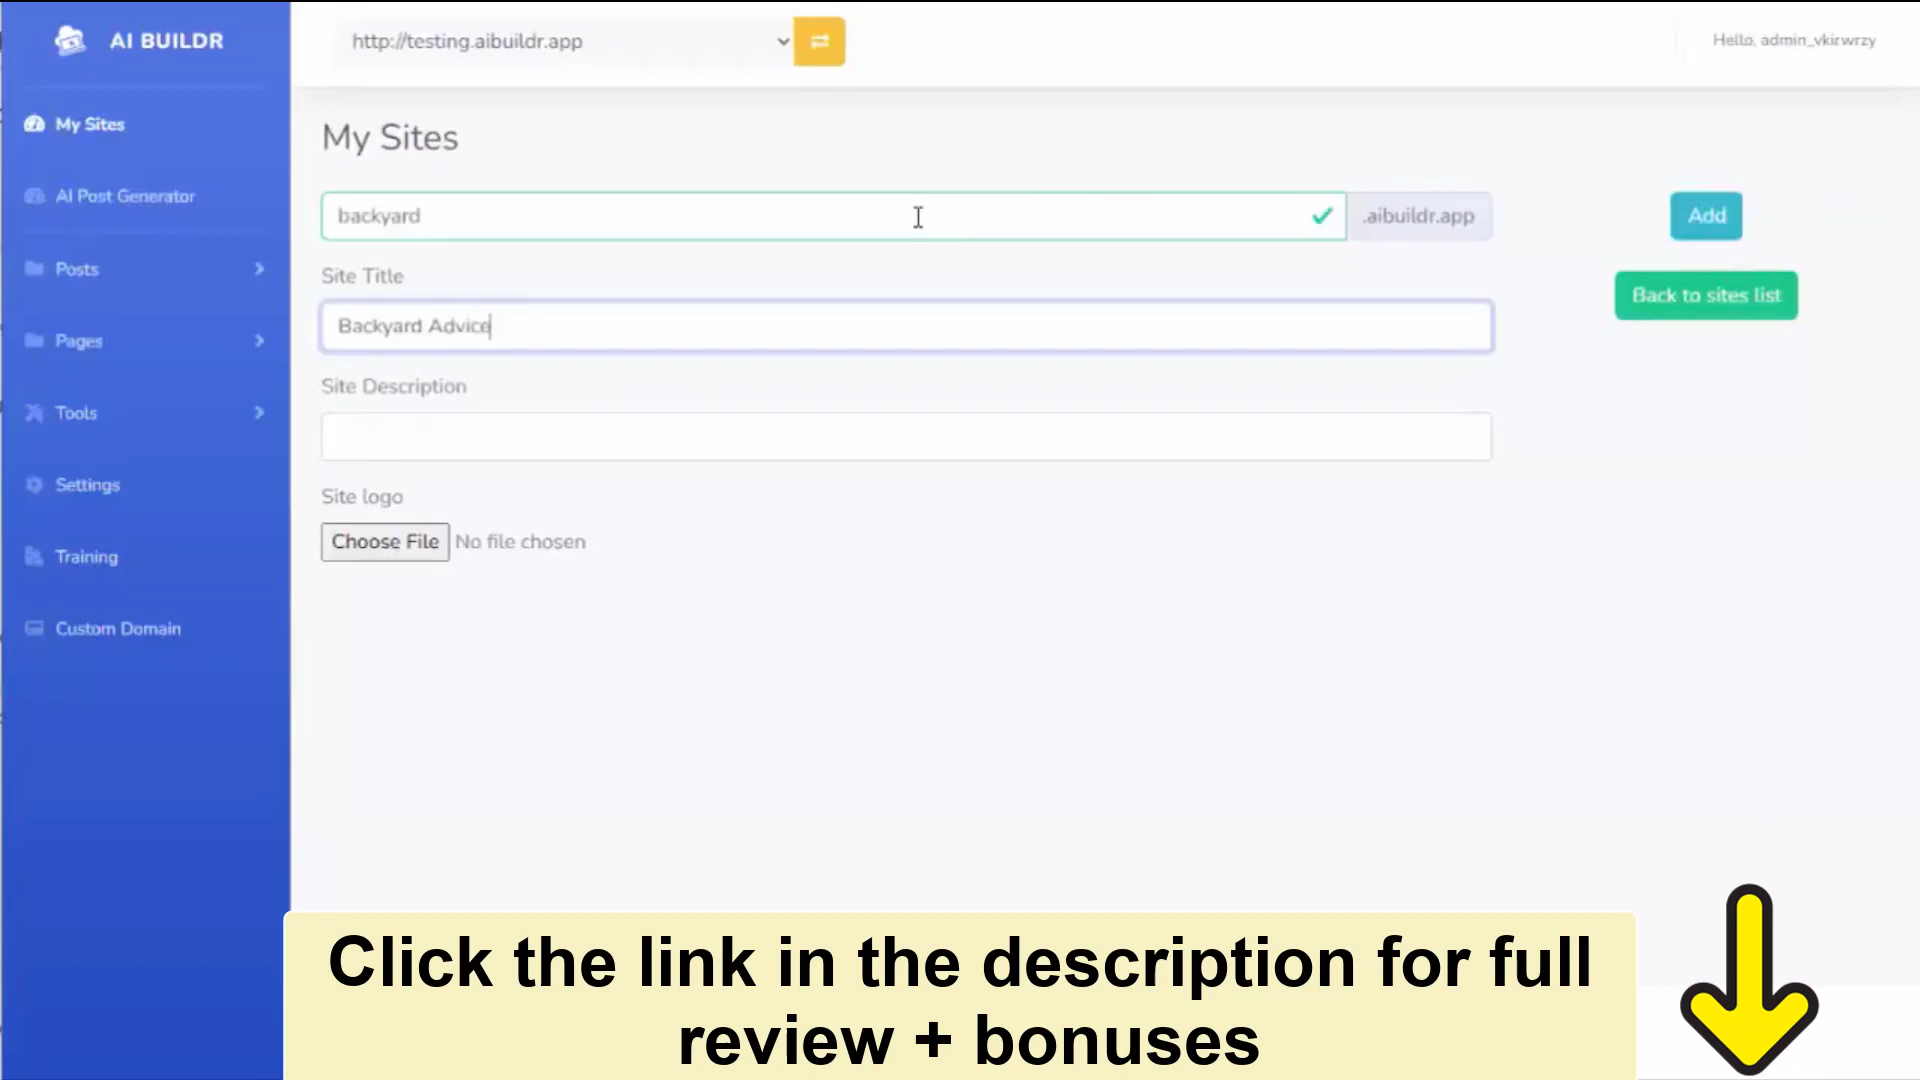 AI BUILDR
http://testing.aibuildr.app
Hello, admin_vkirwrzy
My Sites
AI Post Generator
Posts
Pages
Tools
Settings
Training
Custom Domain
My Sites
backyard
.aibuildr.app
Add
Site Title
Backyard Advice
Back to sites list
Site Description
Site logo
Choose File No file chosen
Click the link in the description for full
review + bonuses